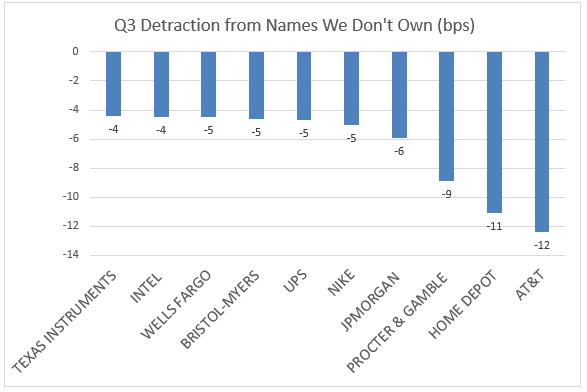 Q3 Detraction from Names We Don't Own (bps)
0
-2
-4
-6
-8
-10
-12
-14
-4
-4
-5
-5
-5
-5
-6
-9
-11
-12
TEXAS INSTRUMENTS
INTEL
WELLS FARGO
BRISTOL-MYERS
UPS
NIKE
JPMORGAN
PROCTER & GAMBLE
HOME DEPOT
AT&T